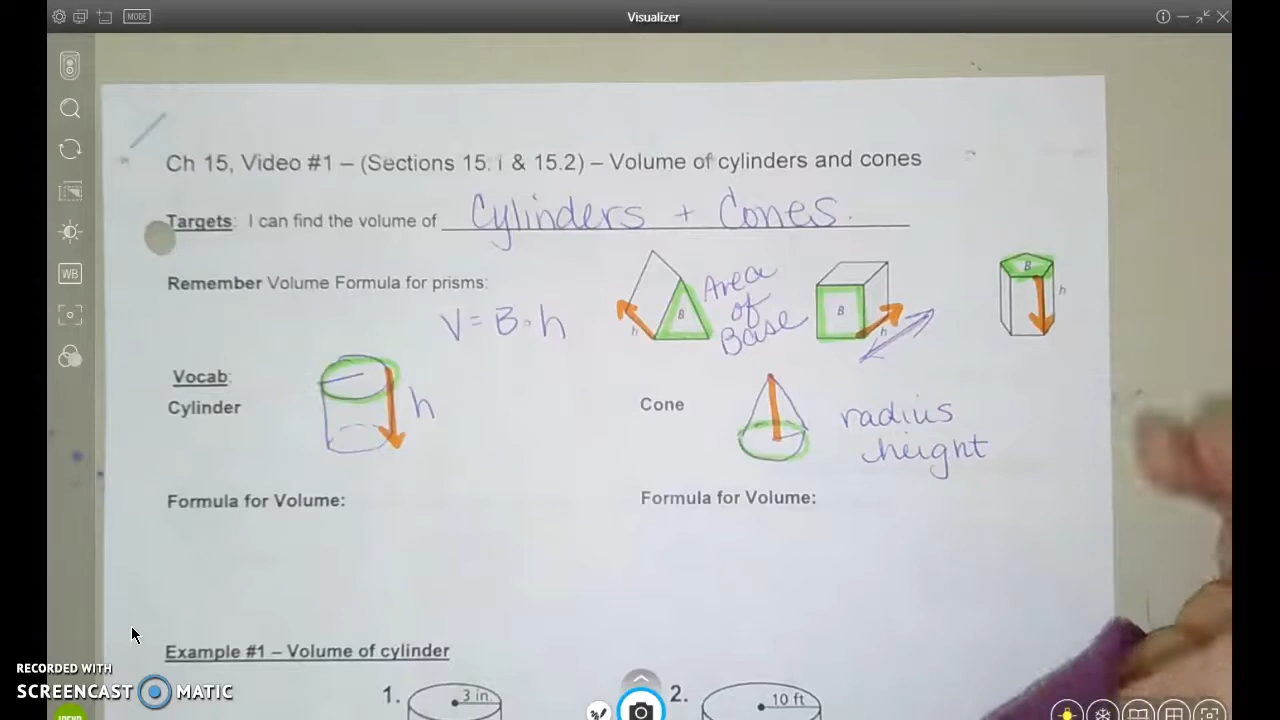 MODE
Visualizer
WB
Ch 15, Video #1 – (Sections 15.1 & 15.2) – Volume of cylinders and cones
Targets: I can find the volume of Cylinders + Cones.
Remember Volume Formula for prisms:
V = B · h
B
h
Area
of
Base
B
h
B
h
Vocab:
Cylinder
h
Cone
radius
height
Formula for Volume:
Formula for Volume:
Example #1 – Volume of cylinder
1.
3 in
2.
10 ft
RECORDED WITH
SCREENCAST MATIC